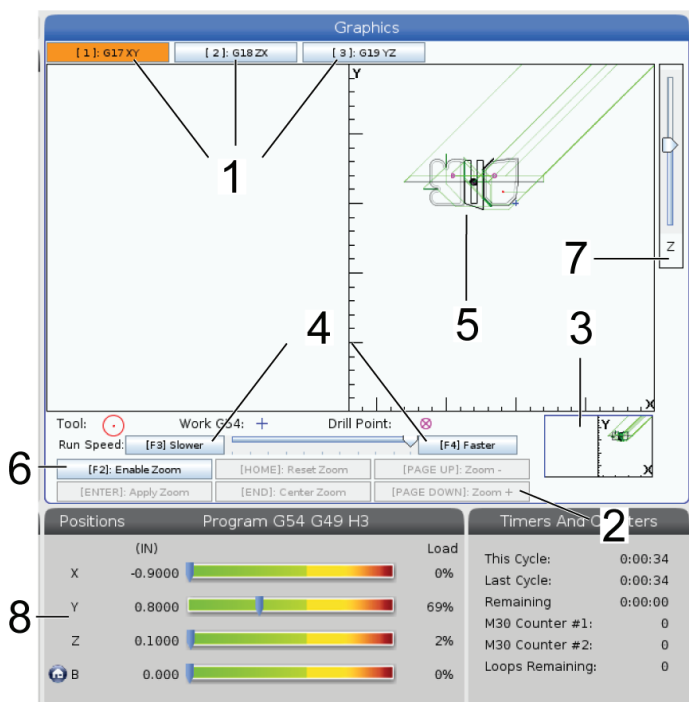 Graphics
[ 1 ]: G17 XY [ 2 ]: G18 ZX [ 3 ]: G19 YZ
Y
1
Z
7
5
3
4
X
Tool: Work G54: Drill Point:
Y
Run Speed: [F3] Slower [F4] Faster
X
6
[F2]: Enable Zoom [HOME]: Reset Zoom [PAGE UP]: Zoom -
[ENTER]: Apply Zoom [END]: Center Zoom [PAGE DOWN]: Zoom +
2
Positions Program G54 G49 H3
(IN) Load
X -0.9000 0%
8
Y 0.8000 69%
Z 0.1000 2%
B 0.000 0%
Timers And Counters
This Cycle: 0:00:34
Last Cycle: 0:00:34
Remaining 0:00:00
M30 Counter #1: 0
M30 Counter #2: 0
Loops Remaining: 0